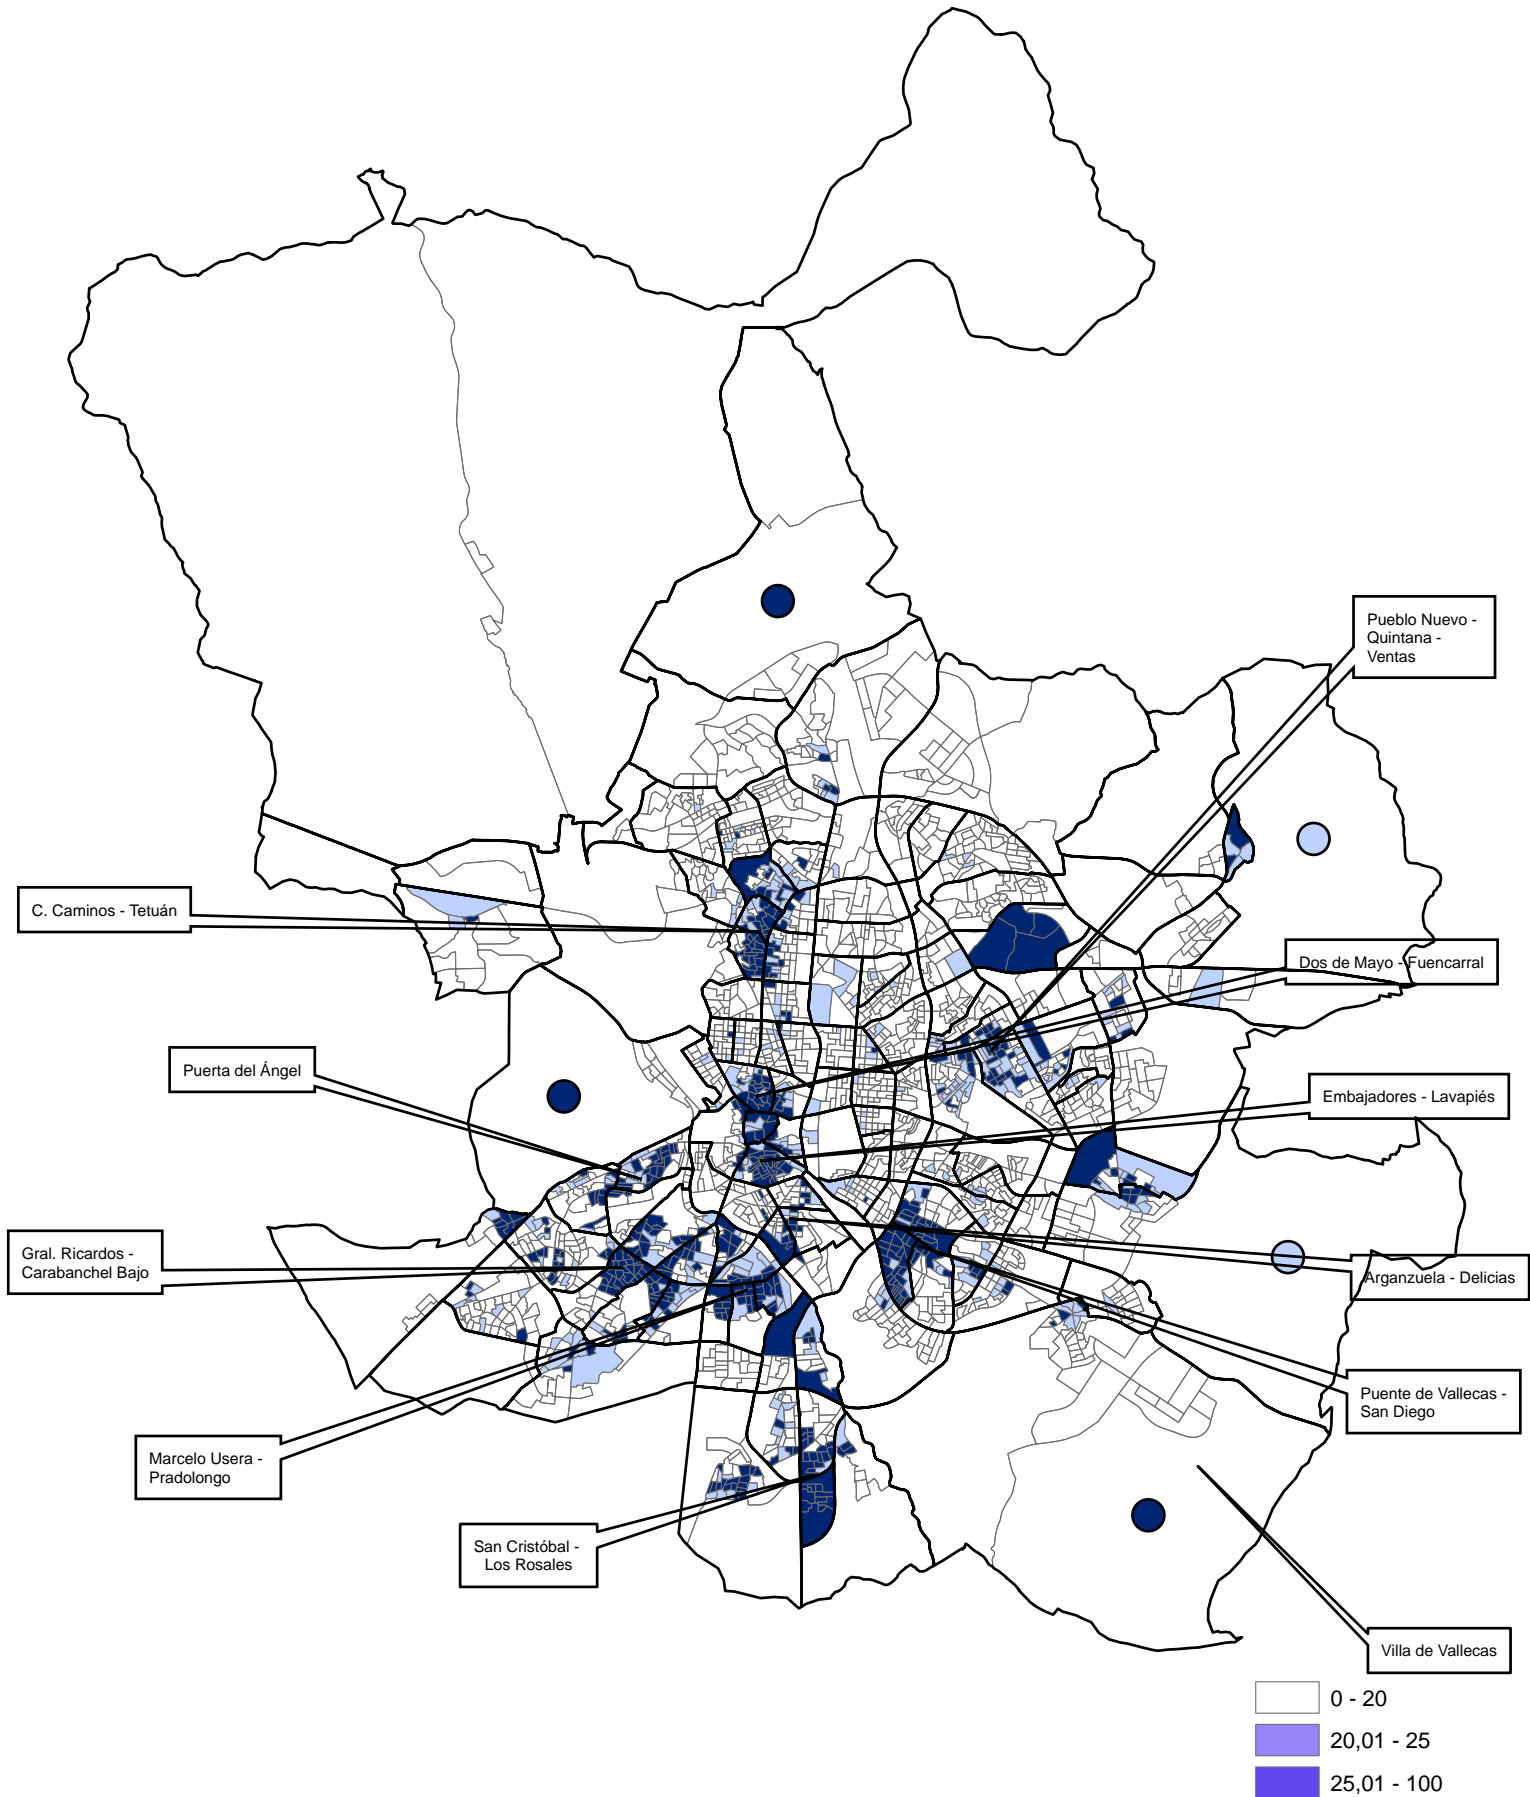 Pueblo Nuevo -
Quintana -
Ventas
C. Caminos - Tetuán
Dos de Mayo - Fuencarral
Puerta del Ángel
Embajadores - Lavapiés
Gral. Ricardos -
Carabanchel Bajo
Arganzuela - Delicias
Puente de Vallecas -
San Diego
Marcelo Usera -
Pradolongo
San Cristóbal -
Los Rosales
Villa de Vallecas
0 - 20
20,01 - 25
25,01 - 100